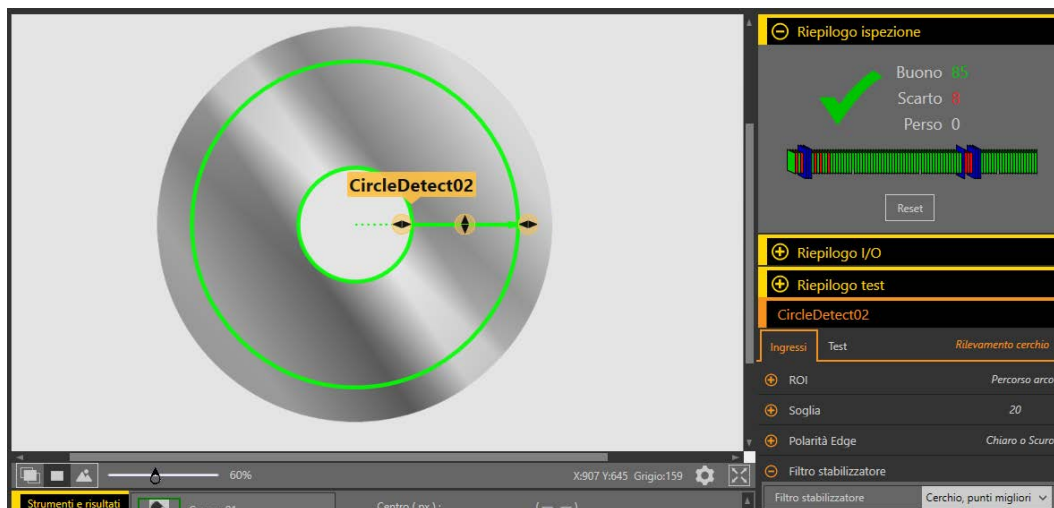 Riepilogo ispezione
Buono 85
Scarto 8
Perso 0
Reset
CircleDetect02
Riepilogo I/O
Riepilogo test
CircleDetect02
Ingressi Test Rilevamento cerchio
ROI Percorso arco
Soglia 20
Polarità Edge Chiaro o Scuro
Filtro stabilizzatore
Filtro stabilizzatore Cerchio, punti migliori
60% X:907 Y:645 Grigio:159
Strumenti e risultati
Centro ( px ) :